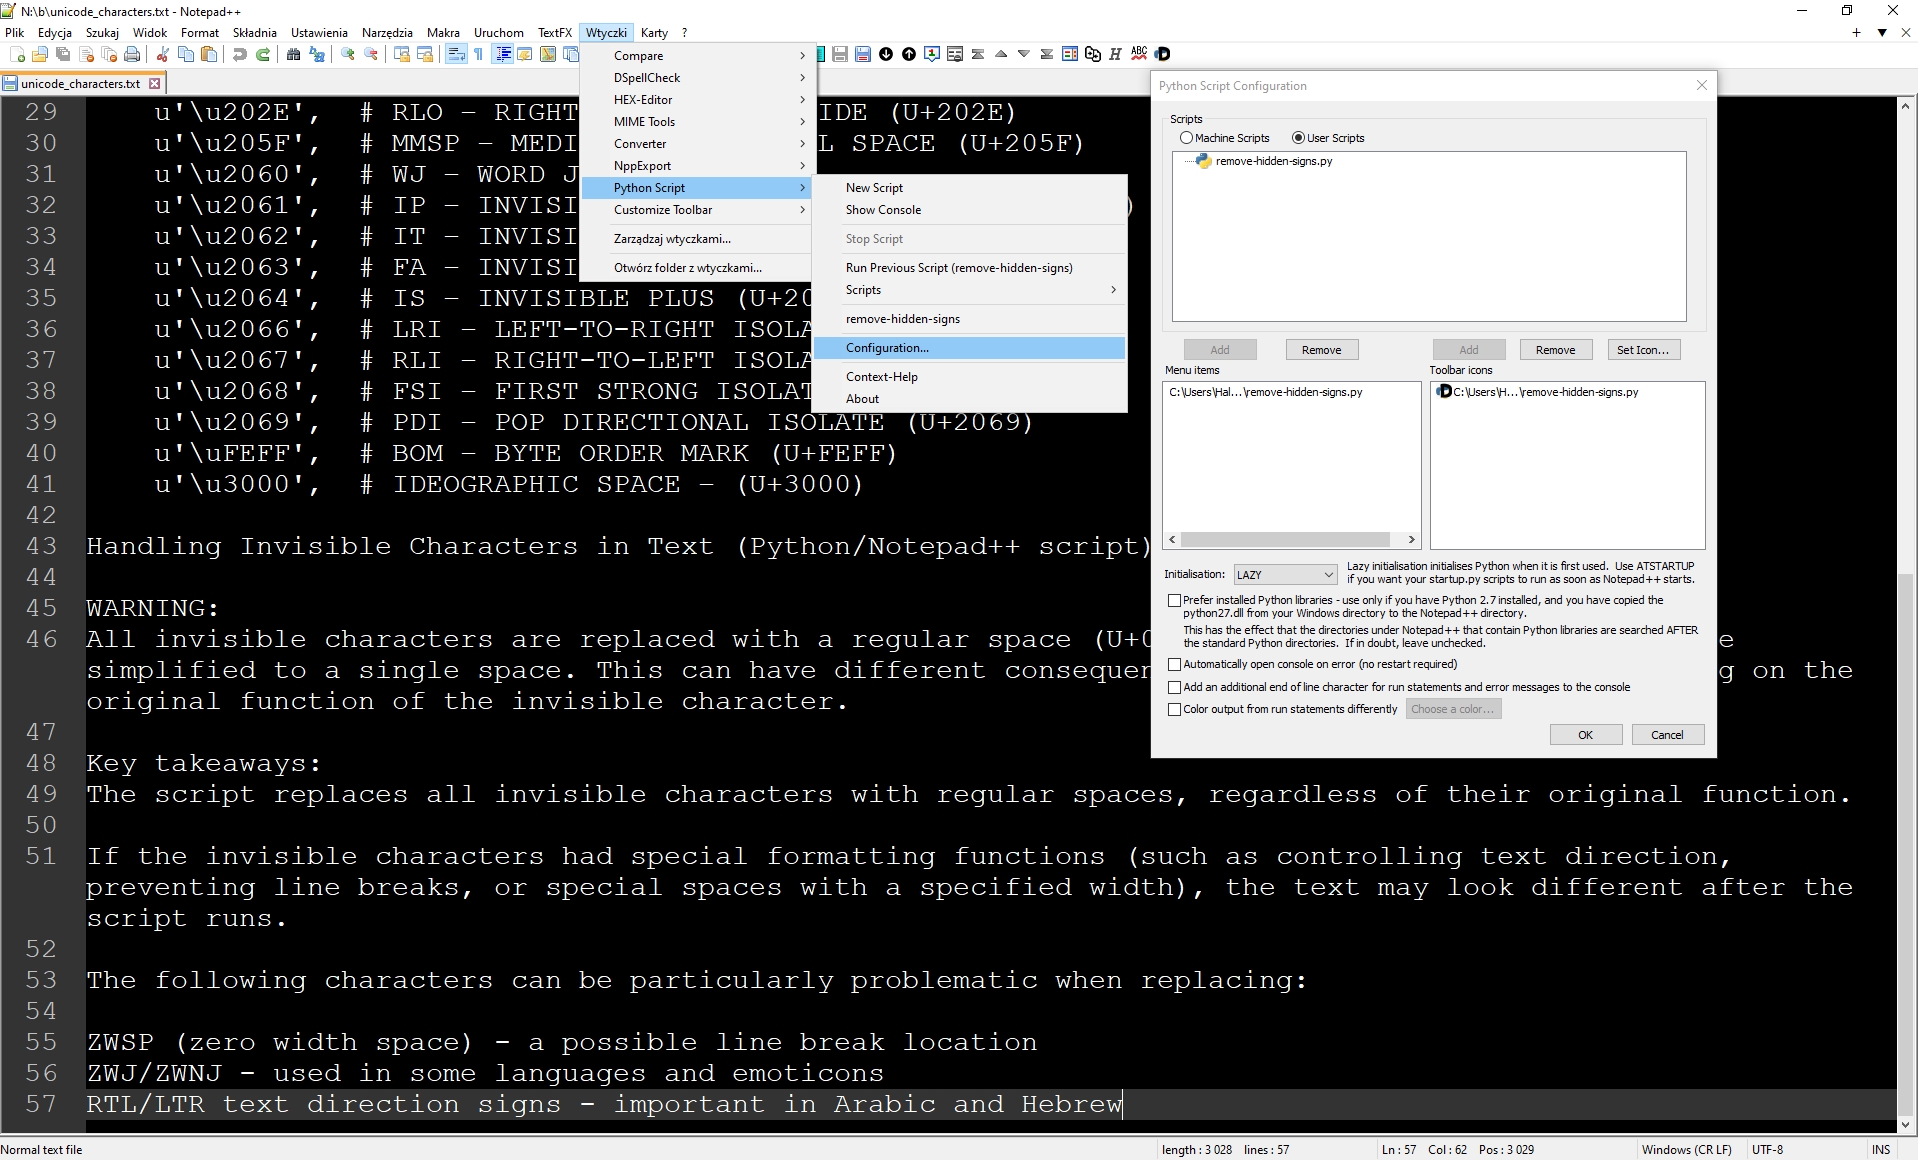 N:\b\unicode_characters.txt - Notepad++
Plik Edycja Szukaj Widok Format Składnia Ustawienia Narzędzia Makra Uruchom TextFX Wtyczki Karty ?
unicode_characters.txt
29 u'\u202E', # RLO – RIGHT IDE (U+202E)
30 u'\u205F', # MMSP – MEDI L SPACE (U+205F)
31 u'\u2060', # WJ – WORD J
32 u'\u2061', # IP – INVISI )
33 u'\u2062', # IT – INVISI
34 u'\u2063', # FA – INVISI
35 u'\u2064', # IS – INVISIBLE PLUS (U+20
36 u'\u2066', # LRI – LEFT-TO-RIGHT ISOLA
37 u'\u2067', # RLI – RIGHT-TO-LEFT ISOLA
38 u'\u2068', # FSI – FIRST STRONG ISOLAT
39 u'\u2069', # PDI – POP DIRECTIONAL ISOLATE (U+2069)
40 u'\uFEFF', # BOM – BYTE ORDER MARK (U+FEFF)
41 u'\u3000', # IDEOGRAPHIC SPACE – (U+3000)
42
43 Handling Invisible Characters in Text (Python/Notepad++ script)
44
45 WARNING:
46 All invisible characters are replaced with a regular space (U+0 e
simplified to a single space. This can have different consequen g on the
original function of the invisible character.
47
48 Key takeaways:
49 The script replaces all invisible characters with regular spaces, regardless of their original function.
50
51 If the invisible characters had special formatting functions (such as controlling text direction,
preventing line breaks, or special spaces with a specified width), the text may look different after the
script runs.
52
53 The following characters can be particularly problematic when replacing:
54
55 ZWSP (zero width space) - a possible line break location
56 ZWJ/ZWNJ - used in some languages and emoticons
57 RTL/LTR text direction signs - important in Arabic and Hebrew
Compare
DSpellCheck
HEX-Editor
MIME Tools
Converter
NppExport
Python Script
Customize Toolbar
Zarządzaj wtyczkami...
Otwórz folder z wtyczkami...
New Script
Show Console
Stop Script
Run Previous Script (remove-hidden-signs)
Scripts
remove-hidden-signs
Configuration...
Context-Help
About
Python Script Configuration
Scripts
Machine Scripts User Scripts
remove-hidden-signs.py
Add Remove Add Remove Set Icon...
Menu items Toolbar icons
C:\Users\Hal...\remove-hidden-signs.py C:\Users\H...\remove-hidden-signs.py
Initialisation: LAZY
Lazy initialisation initialises Python when it is first used. Use ATSTARTUP
if you want your startup.py scripts to run as soon as Notepad++ starts.
Prefer installed Python libraries - use only if you have Python 2.7 installed, and you have copied the
python27.dll from your Windows directory to the Notepad++ directory.
This has the effect that the directories under Notepad++ that contain Python libraries are searched AFTER
the standard Python directories. If in doubt, leave unchecked.
Automatically open console on error (no restart required)
Add an additional end of line character for run statements and error messages to the console
Color output from run statements differently Choose a color...
OK Cancel
Normal text file length : 3 028 lines : 57 Ln : 57 Col : 62 Pos : 3 029 Windows (CR LF) UTF-8 INS